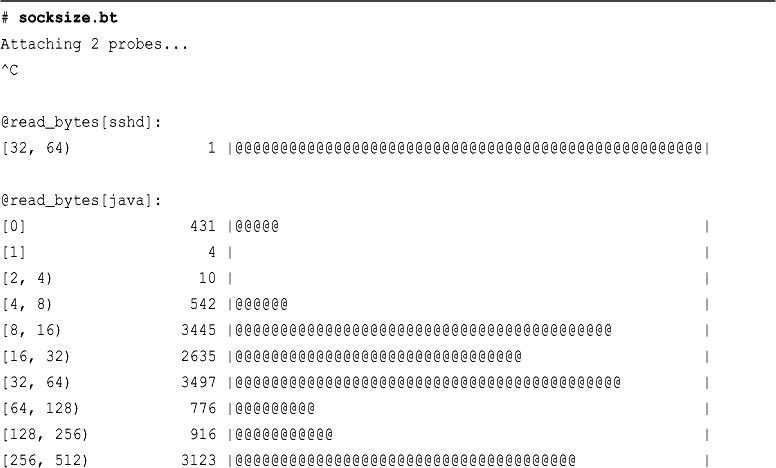 # socksize.bt
Attaching 2 probes...
^C
@read_bytes[sshd]:
[32, 64)               1 |@@@@@@@@@@@@@@@@@@@@@@@@@@@@@@@@@@@@@@@@@@@@@@@@@@@@|
@read_bytes[java]:
[0]                  431 |@@@@@                                               |
[1]                    4 |                                                    |
[2, 4)                10 |                                                    |
[4, 8)               542 |@@@@@@                                              |
[8, 16)             3445 |@@@@@@@@@@@@@@@@@@@@@@@@@@@@@@@@@@@@@@@@@@          |
[16, 32)            2635 |@@@@@@@@@@@@@@@@@@@@@@@@@@@@@@@@                    |
[32, 64)            3497 |@@@@@@@@@@@@@@@@@@@@@@@@@@@@@@@@@@@@@@@@@@@         |
[64, 128)            776 |@@@@@@@@@                                           |
[128, 256)           916 |@@@@@@@@@@@                                         |
[256, 512)          3123 |@@@@@@@@@@@@@@@@@@@@@@@@@@@@@@@@@@@@@@              |